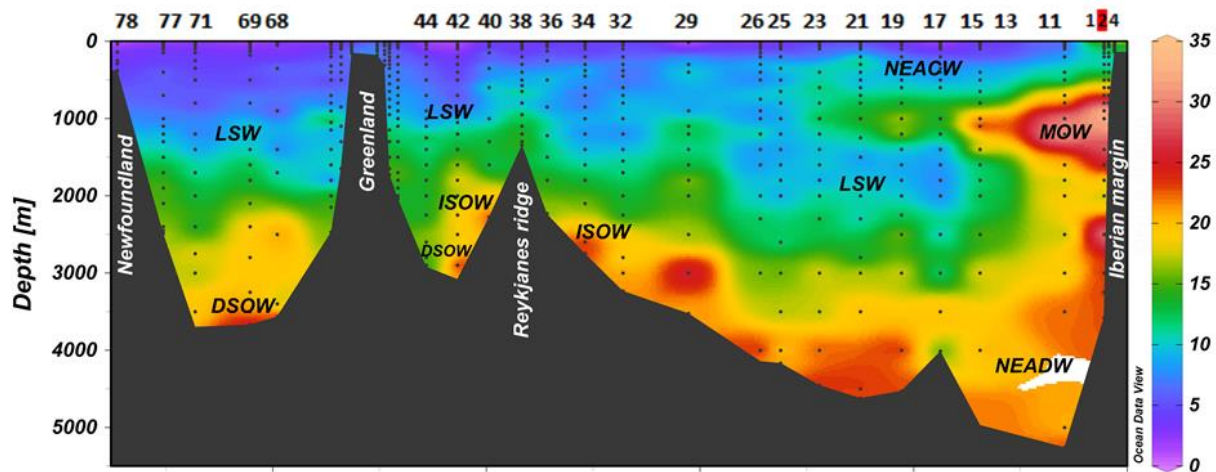 78 77 71 69 68 44 42 40 38 36 34 32 29 26 25 23 21 19 17 15 13 11 1 2 4
0
1000
2000
3000
4000
5000
Depth [m]
Newfoundland
LSW
DSOW
Greenland
LSW
ISOW
DSOW
Reykjanes ridge
ISOW
NEACW
MOW
LSW
NEADW
Iberian margin
Ocean Data View
35
30
25
20
15
10
5
0